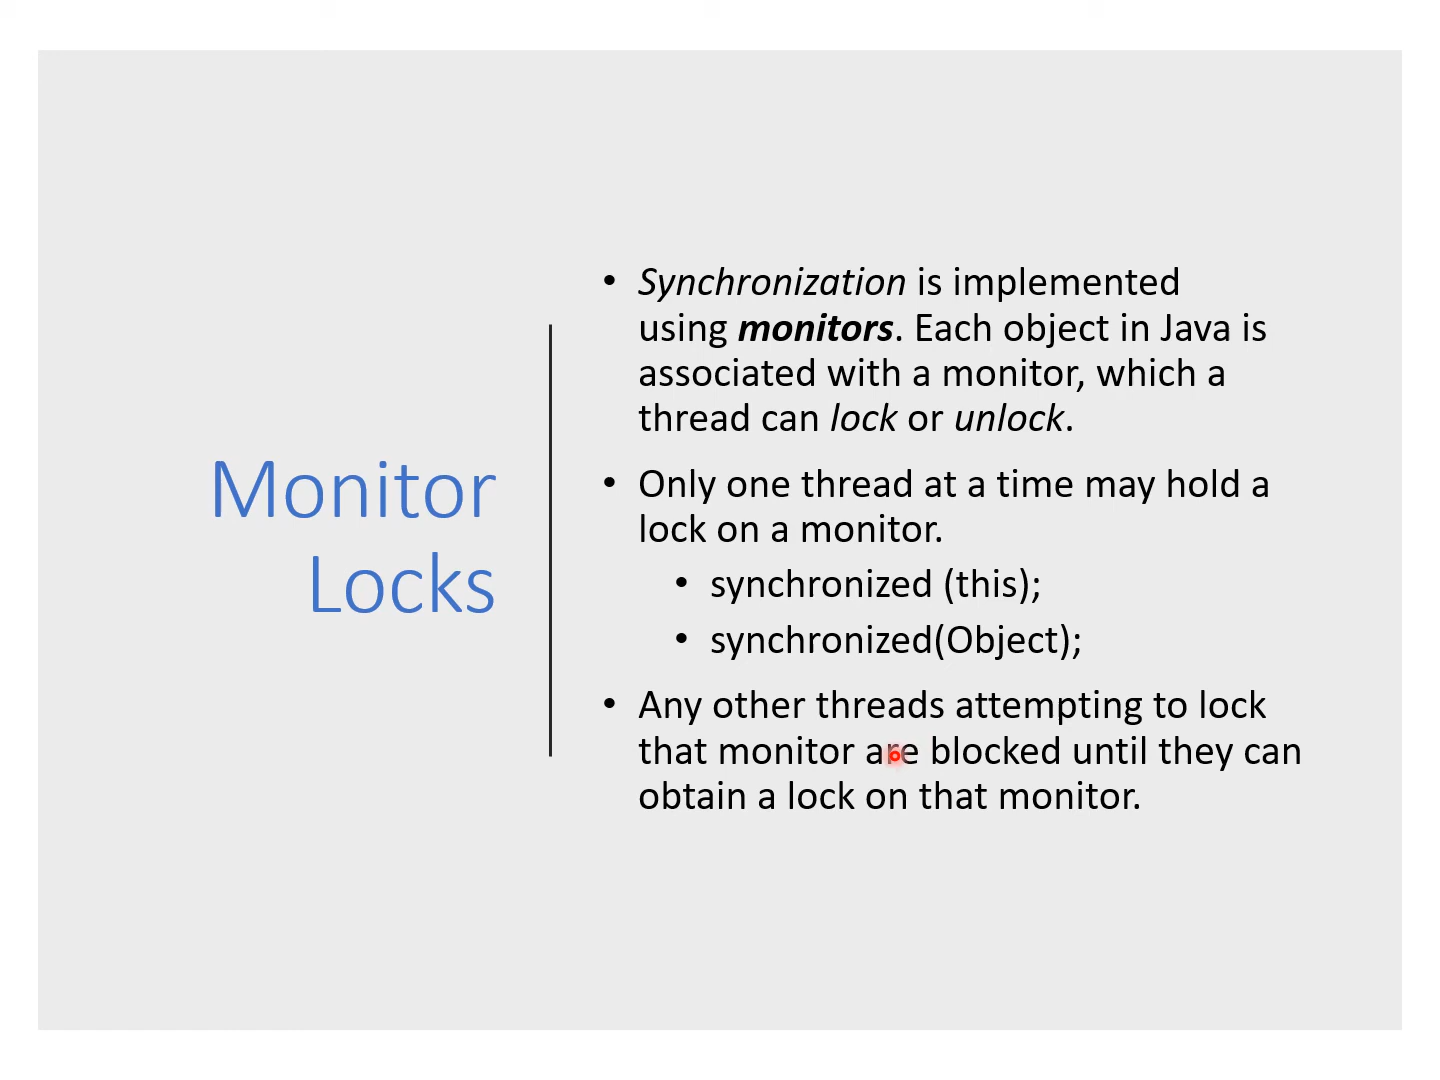 Monitor
Locks
• Synchronization is implemented
using monitors. Each object in Java is
associated with a monitor, which a
thread can lock or unlock.
• Only one thread at a time may hold a
lock on a monitor.
• synchronized (this);
• synchronized(Object);
• Any other threads attempting to lock
that monitor are blocked until they can
obtain a lock on that monitor.